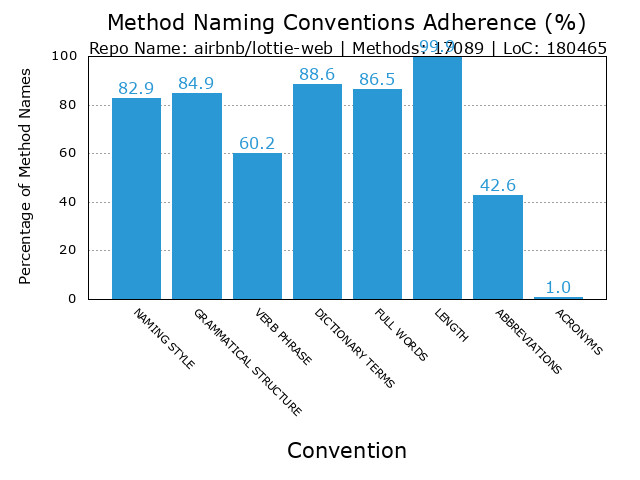 Method Naming Conventions Adherence (%)
Repo Name: airbnb/lottie-web | Methods: 17089 | LoC: 180465
Percentage of Method Names
100
80
60
40
20
0
82.9
84.9
60.2
88.6
86.5
99.9
42.6
1.0
NAMING STYLE
GRAMMATICAL STRUCTURE
VERB PHRASE
DICTIONARY TERMS
FULL WORDS
LENGTH
ABBREVIATIONS
ACRONYMS
Convention